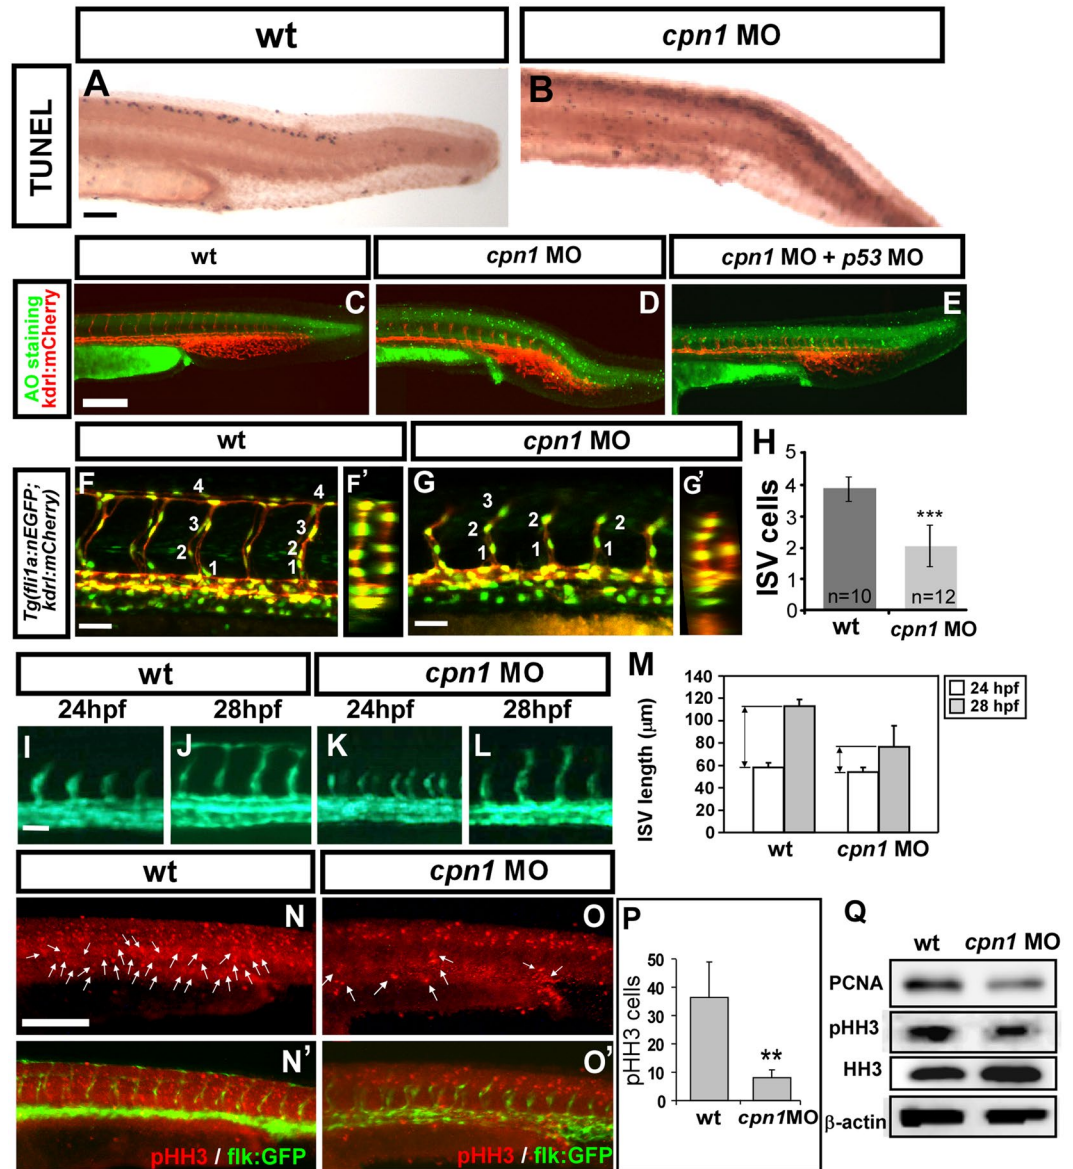 wt
cpn1 MO
TUNEL
A
B
wt
cpn1 MO
cpn1 MO + p53 MO
AO staining
kdrl:mCherry
C
D
E
wt
cpn1 MO
Tg(fli1a:nEGFP;
kdrl:mCherry)
F
4
4
3
3
2
2
1
1
F'
G
3
2
2
2
1
1
1
G'
H
ISV cells
5
4
3
2
1
0
***
n=10
n=12
wt
cpn1 MO
wt
cpn1 MO
24hpf
28hpf
24hpf
28hpf
I
J
K
L
M
ISV length (μm)
140
120
100
80
60
40
20
0
24 hpf
28 hpf
wt
cpn1 MO
wt
cpn1 MO
N
O
N'
pHH3 / flk:GFP
O'
pHH3 / flk:GFP
P
pHH3 cells
50
40
30
20
10
0
**
wt
cpn1MO
Q
wt
cpn1 MO
PCNA
pHH3
HH3
β-actin